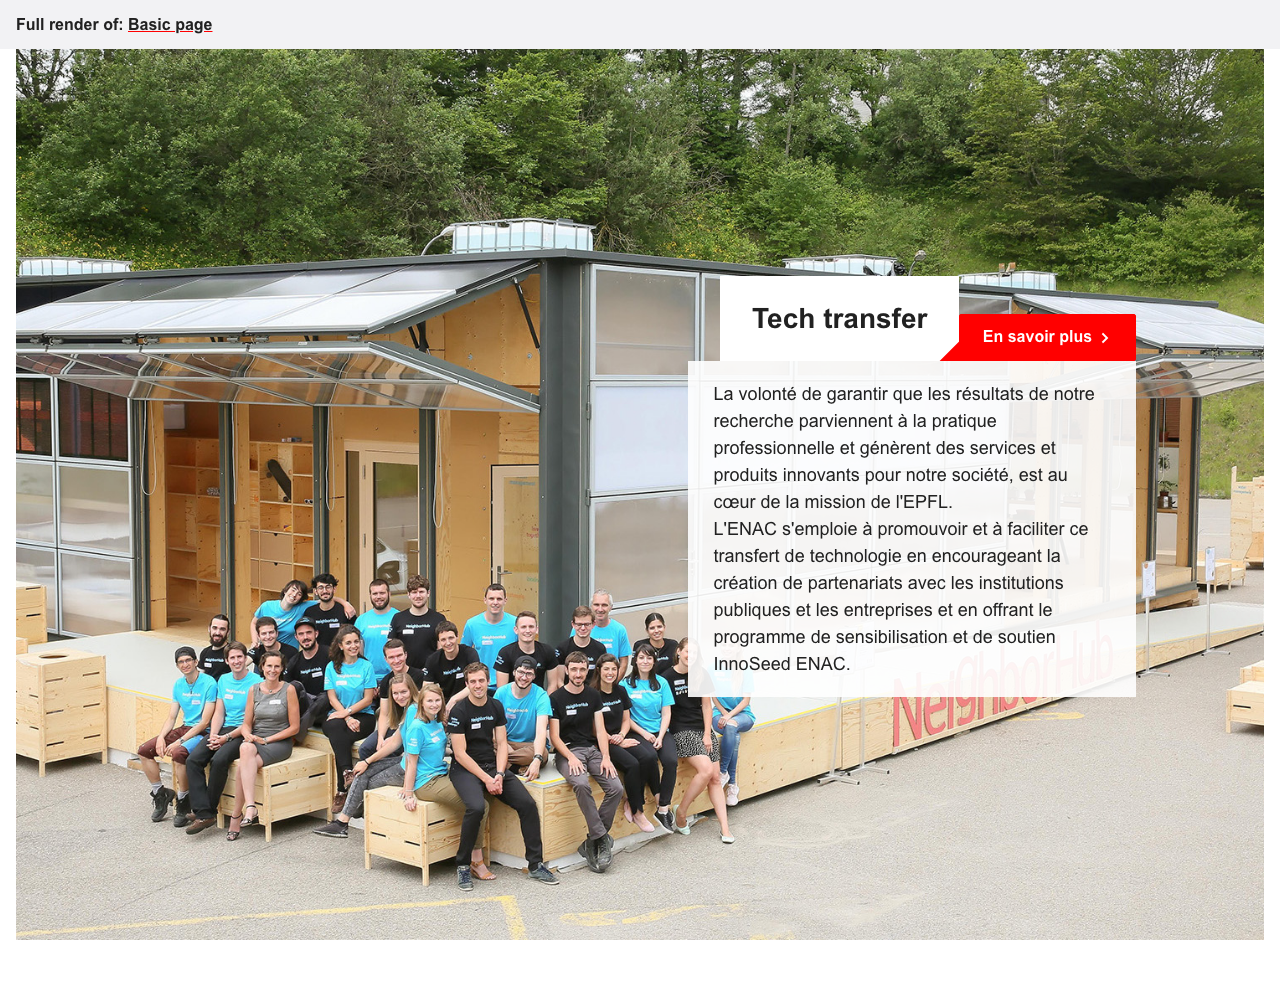 Full render of: Basic page
Tech transfer
En savoir plus
La volonté de garantir que les résultats de notre
recherche parviennent à la pratique
professionnelle et génèrent des services et
produits innovants pour notre société, est au
cœur de la mission de l'EPFL.
L'ENAC s'emploie à promouvoir et à faciliter ce
transfert de technologie en encourageant la
création de partenariats avec les institutions
publiques et les entreprises et en offrant le
programme de sensibilisation et de soutien
InnoSeed ENAC.
NeighborHub